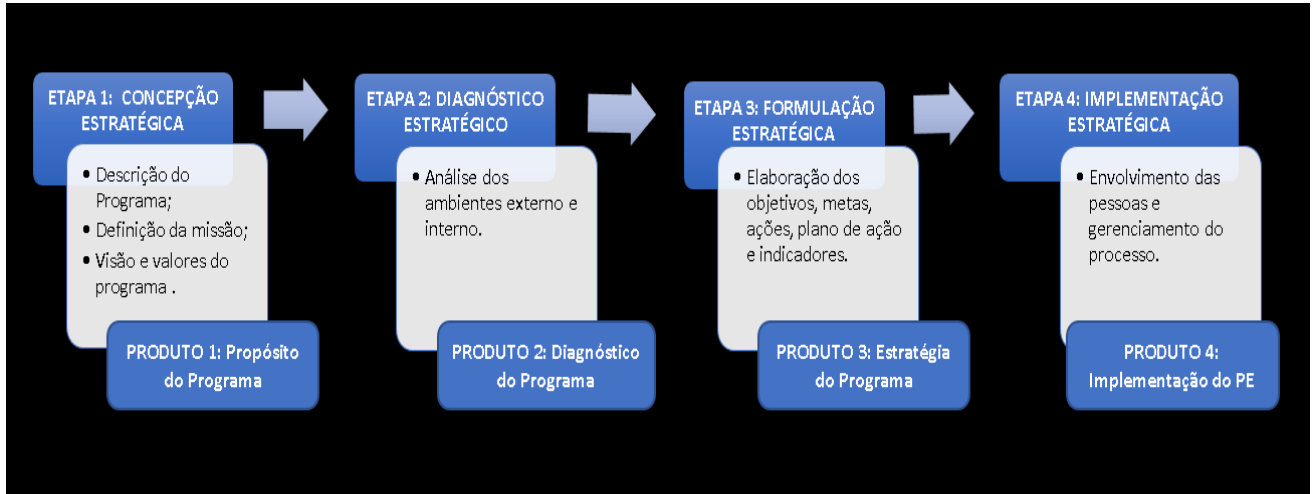 ETAPA 1: CONCEPÇÃO
ESTRATÉGICA
• Descrição do
Programa;
• Definição da missão;
• Visão e valores do
programa .
PRODUTO 1: Propósito
do Programa
ETAPA 2: DIAGNÓSTICO
ESTRATÉGICO
• Análise dos
ambientes externo e
interno.
PRODUTO 2: Diagnóstico
do Programa
ETAPA 3: FORMULAÇÃO
ESTRATÉGICA
• Elaboração dos
objetivos, metas,
ações, plano de ação
e indicadores.
PRODUTO 3: Estratégia
do Programa
ETAPA 4: IMPLEMENTAÇÃO
ESTRATÉGICA
• Envolvimento das
pessoas e
gerenciamento do
processo.
PRODUTO 4:
Implementação do PE